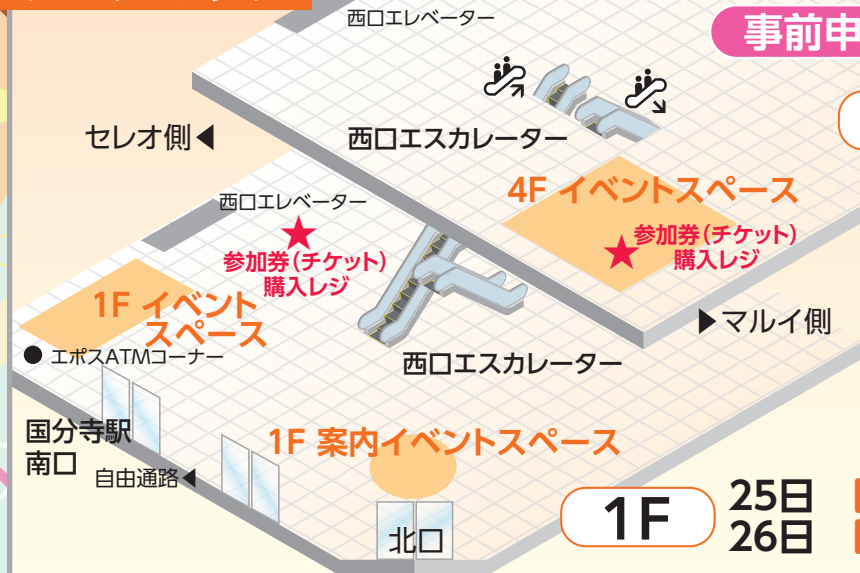 西口エレベーター
事前申
セレオ側◀
西口エスカレーター
4F イベントスペース
西口エレベーター
★
参加券(チケット)
購入レジ
★
参加券(チケット)
購入レジ
1F イベント
スペース
▶マルイ側
● エポスATMコーナー
西口エスカレーター
国分寺駅
南口
1F 案内イベントスペース
自由通路◀
北口
1F
25日
26日